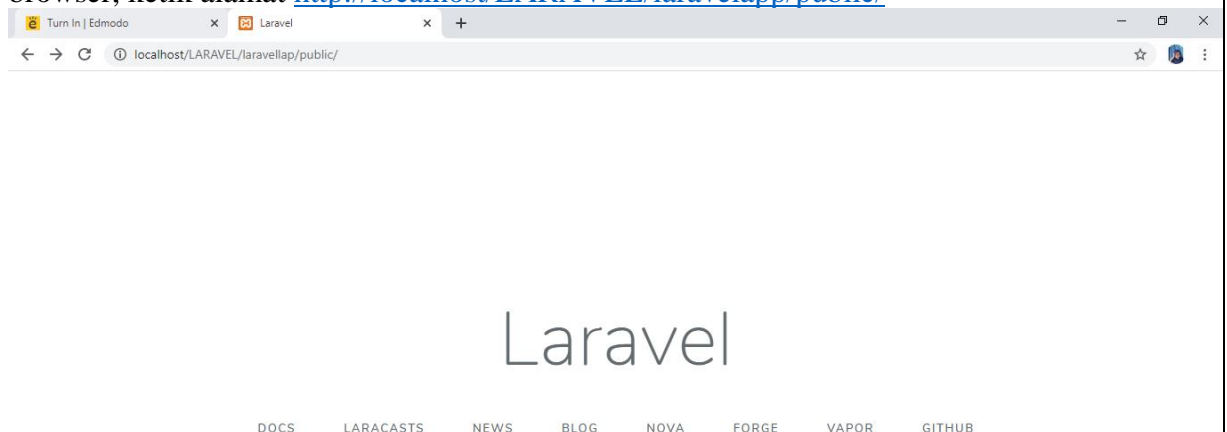 browser, ketik alamat http://localhost/LARAVEL/laravelapp/public/
Turn In | Edmodo
Laravel
localhost/LARAVEL/laravellap/public/
Laravel
DOCS LARACASTS NEWS BLOG NOVA FORGE VAPOR GITHUB